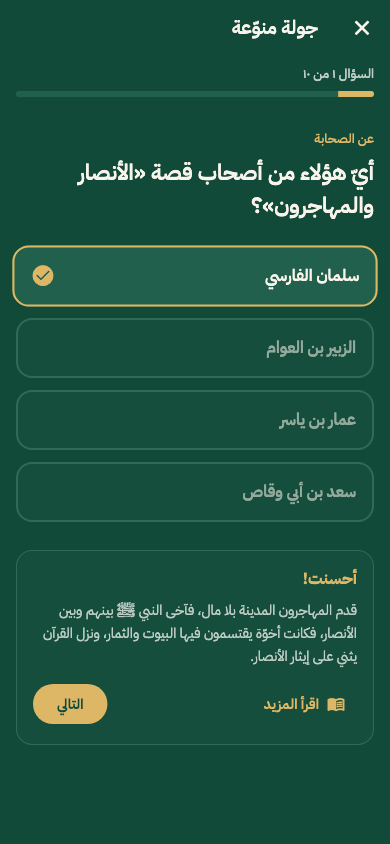 جولة منوّعة
السؤال ١ من ١٠
عن الصحابة
أيّ هؤلاء من أصحاب قصة «الأنصار
والمهاجرون»؟
سلمان الفارسي
الزبير بن العوام
عمار بن ياسر
سعد بن أبي وقاص
أحسنت!
قدم المهاجرون المدينة بلا مال، فآخى النبي ﷺ بينهم وبين
الأنصار، فكانت أخوّة يقتسمون فيها البيوت والثمار، ونزل القرآن
يثني على إيثار الأنصار.
اقرأ المزيد
التالي